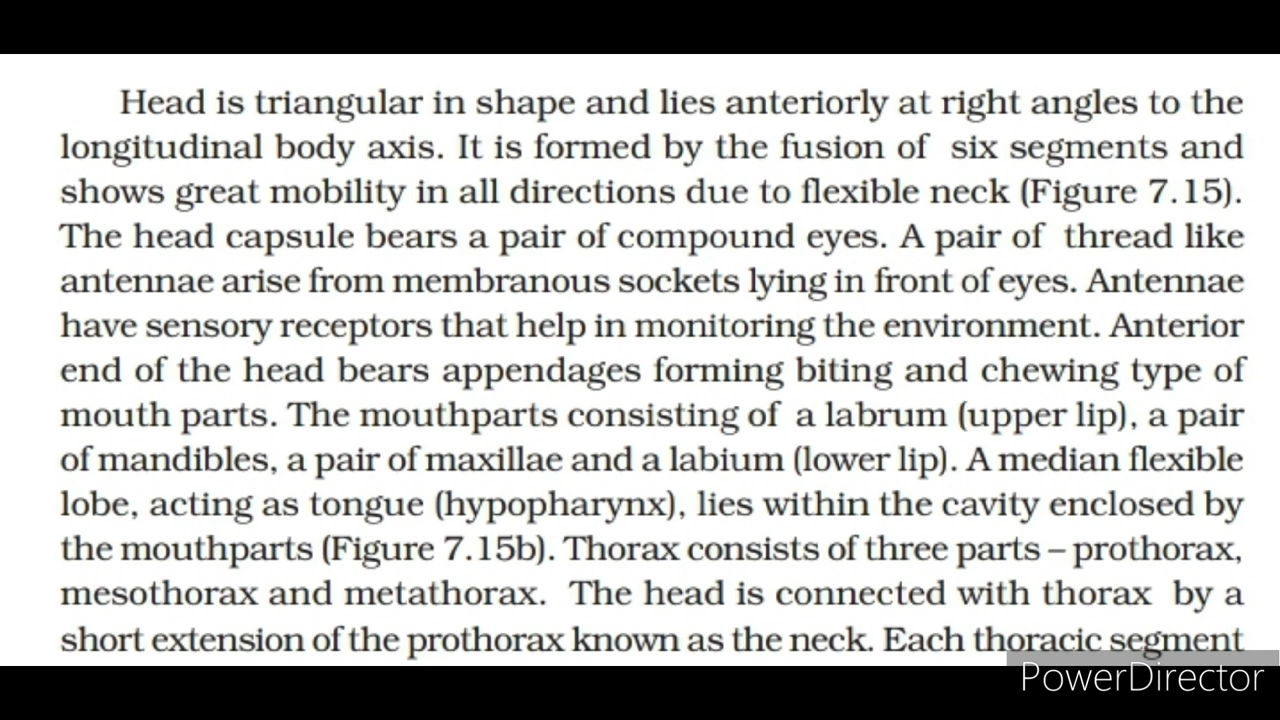 Head is triangular in shape and lies anteriorly at right angles to the
longitudinal body axis. It is formed by the fusion of six segments and
shows great mobility in all directions due to flexible neck (Figure 7.15).
The head capsule bears a pair of compound eyes. A pair of thread like
antennae arise from membranous sockets lying in front of eyes. Antennae
have sensory receptors that help in monitoring the environment. Anterior
end of the head bears appendages forming biting and chewing type of
mouth parts. The mouthparts consisting of a labrum (upper lip), a pair
of mandibles, a pair of maxillae and a labium (lower lip). A median flexible
lobe, acting as tongue (hypopharynx), lies within the cavity enclosed by
the mouthparts (Figure 7.15b). Thorax consists of three parts – prothorax,
mesothorax and metathorax. The head is connected with thorax by a
short extension of the prothorax known as the neck. Each thoracic segment
PowerDirector